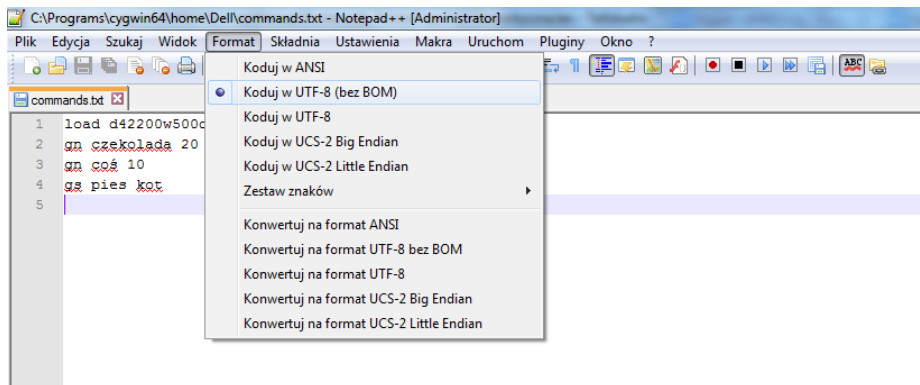 C:\Programs\cygwin64\home\Dell\commands.txt - Notepad++ [Administrator]
Plik Edycja Szukaj Widok Format Składnia Ustawienia Makra Uruchom Pluginy Okno ?
ABC
commands.txt
Koduj w ANSI
Koduj w UTF-8 (bez BOM)
Koduj w UTF-8
Koduj w UCS-2 Big Endian
Koduj w UCS-2 Little Endian
Zestaw znaków
Konwertuj na format ANSI
Konwertuj na format UTF-8 bez BOM
Konwertuj na format UTF-8
Konwertuj na format UCS-2 Big Endian
Konwertuj na format UCS-2 Little Endian
1 load d42200w500
2 gn czekolada 20
3 gn coś 10
4 gs pies kot
5